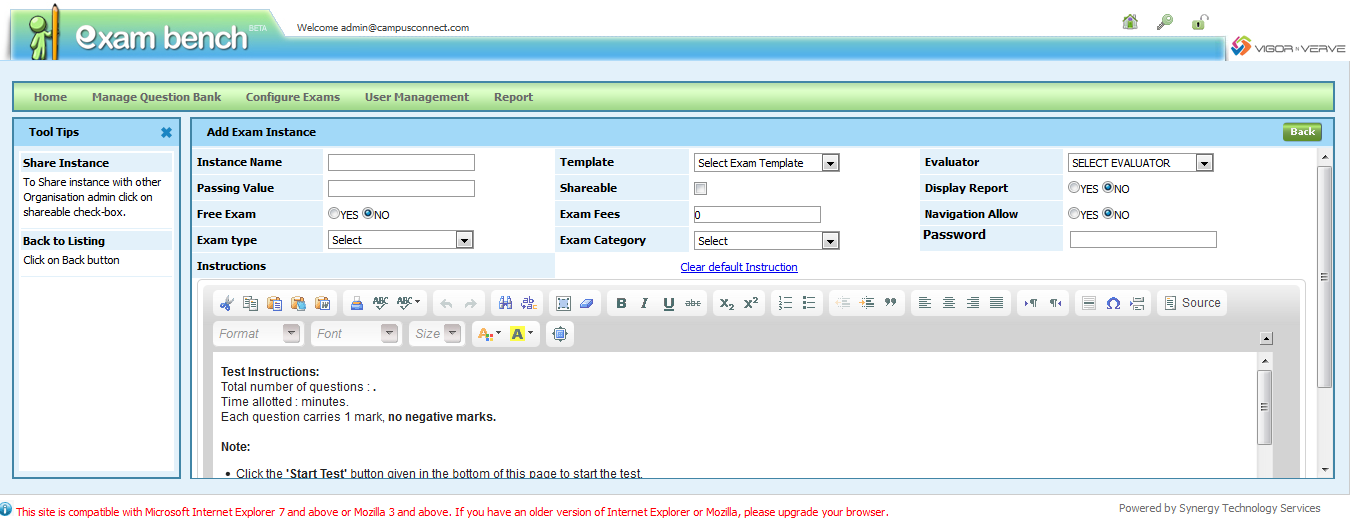 exam bench BETA
Welcome admin@campusconnect.com
VIGOR N VERVE
Home Manage Question Bank Configure Exams User Management Report
Tool Tips
Share Instance
To Share instance with other
Organisation admin click on
shareable check-box.
Back to Listing
Click on Back button
Add Exam Instance Back
Instance Name Template Select Exam Template Evaluator SELECT EVALUATOR
Passing Value Shareable Display Report YES NO
Free Exam YES NO Exam Fees 0 Navigation Allow YES NO
Exam type Select Exam Category Select Password
Instructions Clear default Instruction
ABC ABC B I U abc X2 X2 Source
Format Font Size A A
Test Instructions:
Total number of questions : .
Time allotted : minutes.
Each question carries 1 mark, no negative marks.
Note:
• Click the 'Start Test' button given in the bottom of this page to start the test.
This site is compatible with Microsoft Internet Explorer 7 and above or Mozilla 3 and above. If you have an older version of Internet Explorer or Mozilla, please upgrade your browser.
Powered by Synergy Technology Services